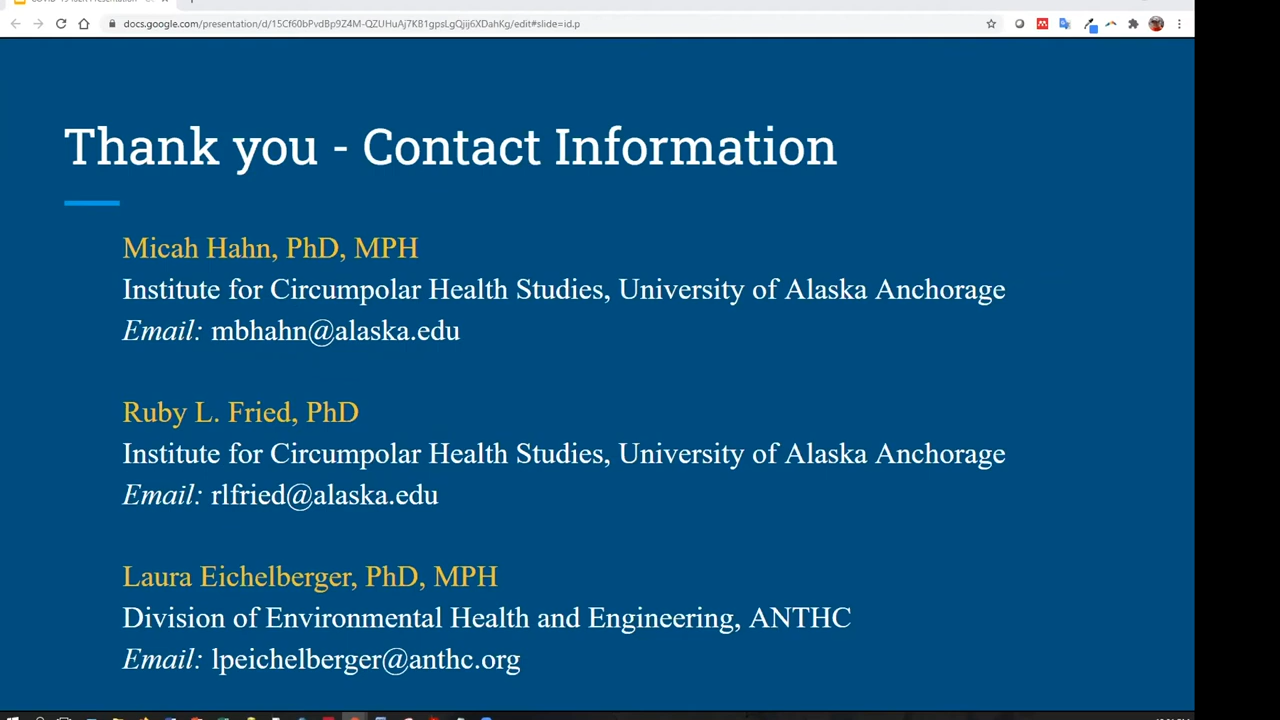 docs.google.com/presentation/d/15Cf60bPvdBp9Z4M-QZUHuAj7KB1gpsLgQjij6XDahKg/edit#slide=id.p
Thank you - Contact Information
Micah Hahn, PhD, MPH
Institute for Circumpolar Health Studies, University of Alaska Anchorage
Email: mbhahn@alaska.edu
Ruby L. Fried, PhD
Institute for Circumpolar Health Studies, University of Alaska Anchorage
Email: rlfried@alaska.edu
Laura Eichelberger, PhD, MPH
Division of Environmental Health and Engineering, ANTHC
Email: lpeichelberger@anthc.org